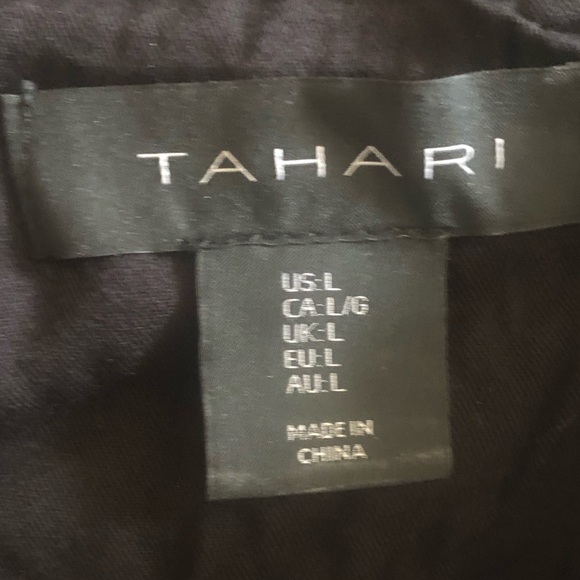 TAHARI
US:L
CA:L/G
UK:L
EU:L
AU:L
MADE IN
CHINA